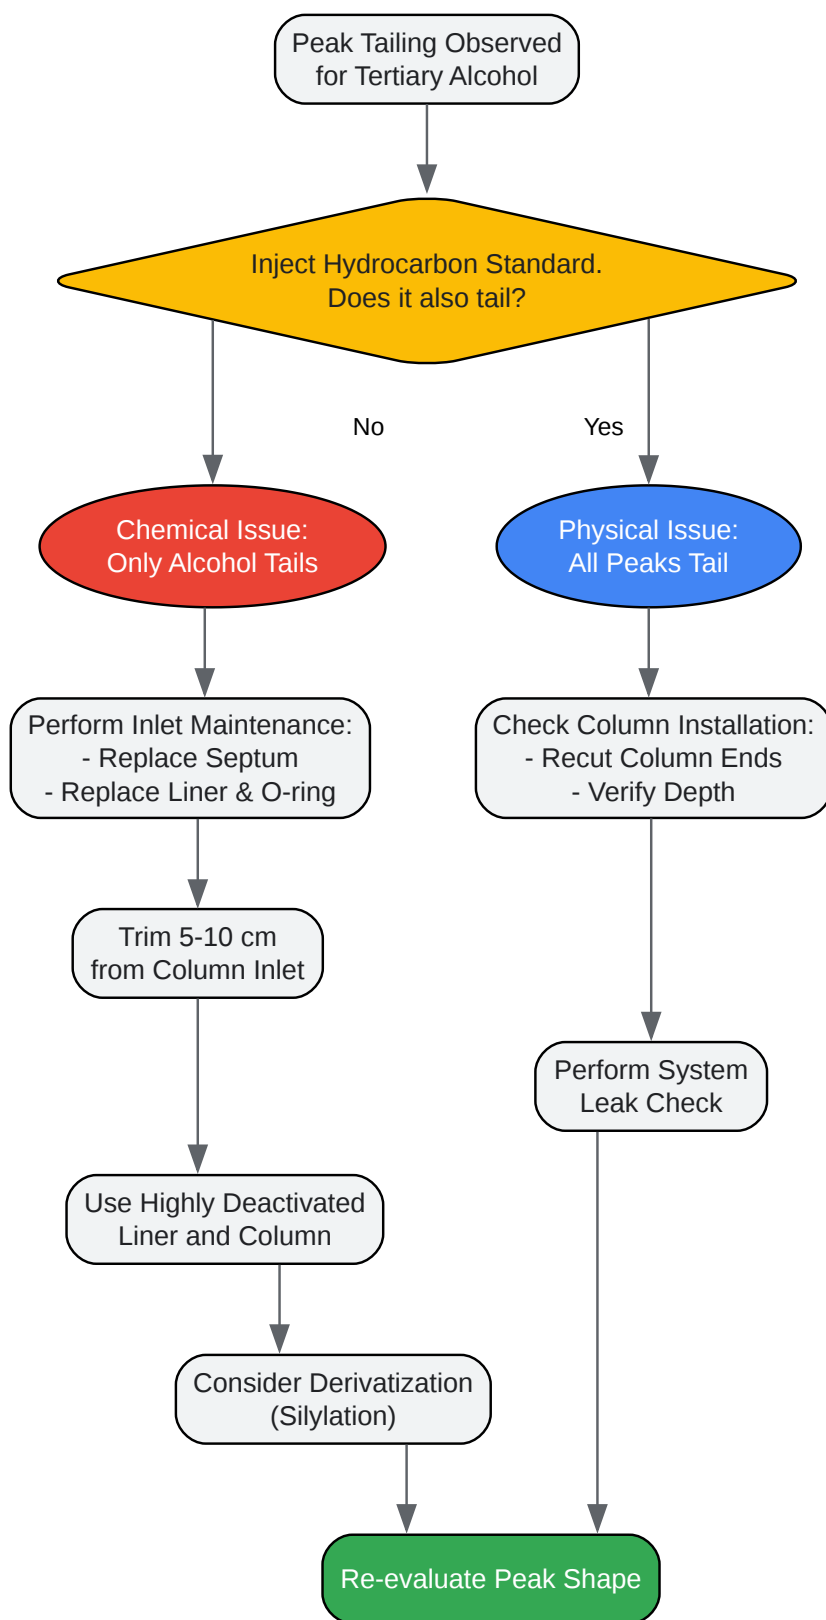 Peak Tailing Observed
for Tertiary Alcohol
Inject Hydrocarbon Standard.
Does it also tail?
No
Yes
Chemical Issue:
Only Alcohol Tails
Physical Issue:
All Peaks Tail
Perform Inlet Maintenance:
- Replace Septum
- Replace Liner & O-ring
Check Column Installation:
- Recut Column Ends
- Verify Depth
Trim 5-10 cm
from Column Inlet
Perform System
Leak Check
Use Highly Deactivated
Liner and Column
Consider Derivatization
(Silylation)
Re-evaluate Peak Shape